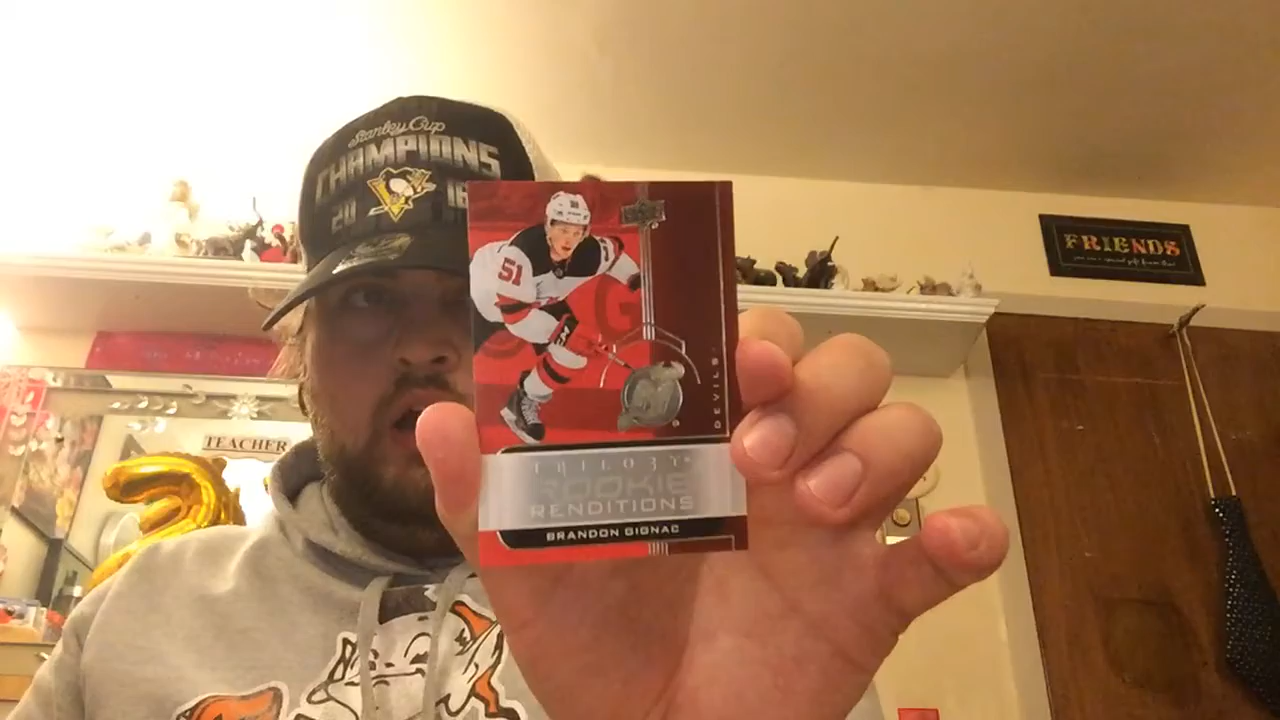 Stanley Cup
CHAMPIONS
20 16
FRIENDS
51
DEVILS
TEACHER
TRILOGY
ROOKIE
RENDITIONS
BRANDON GIGNAC